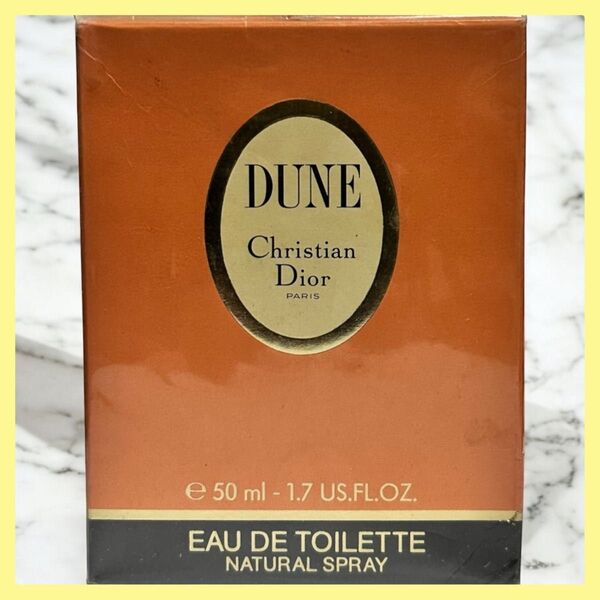 DUNE
Christian
Dior
PARIS
℮ 50 ml - 1.7 US.FL.OZ.
EAU DE TOILETTE
NATURAL SPRAY